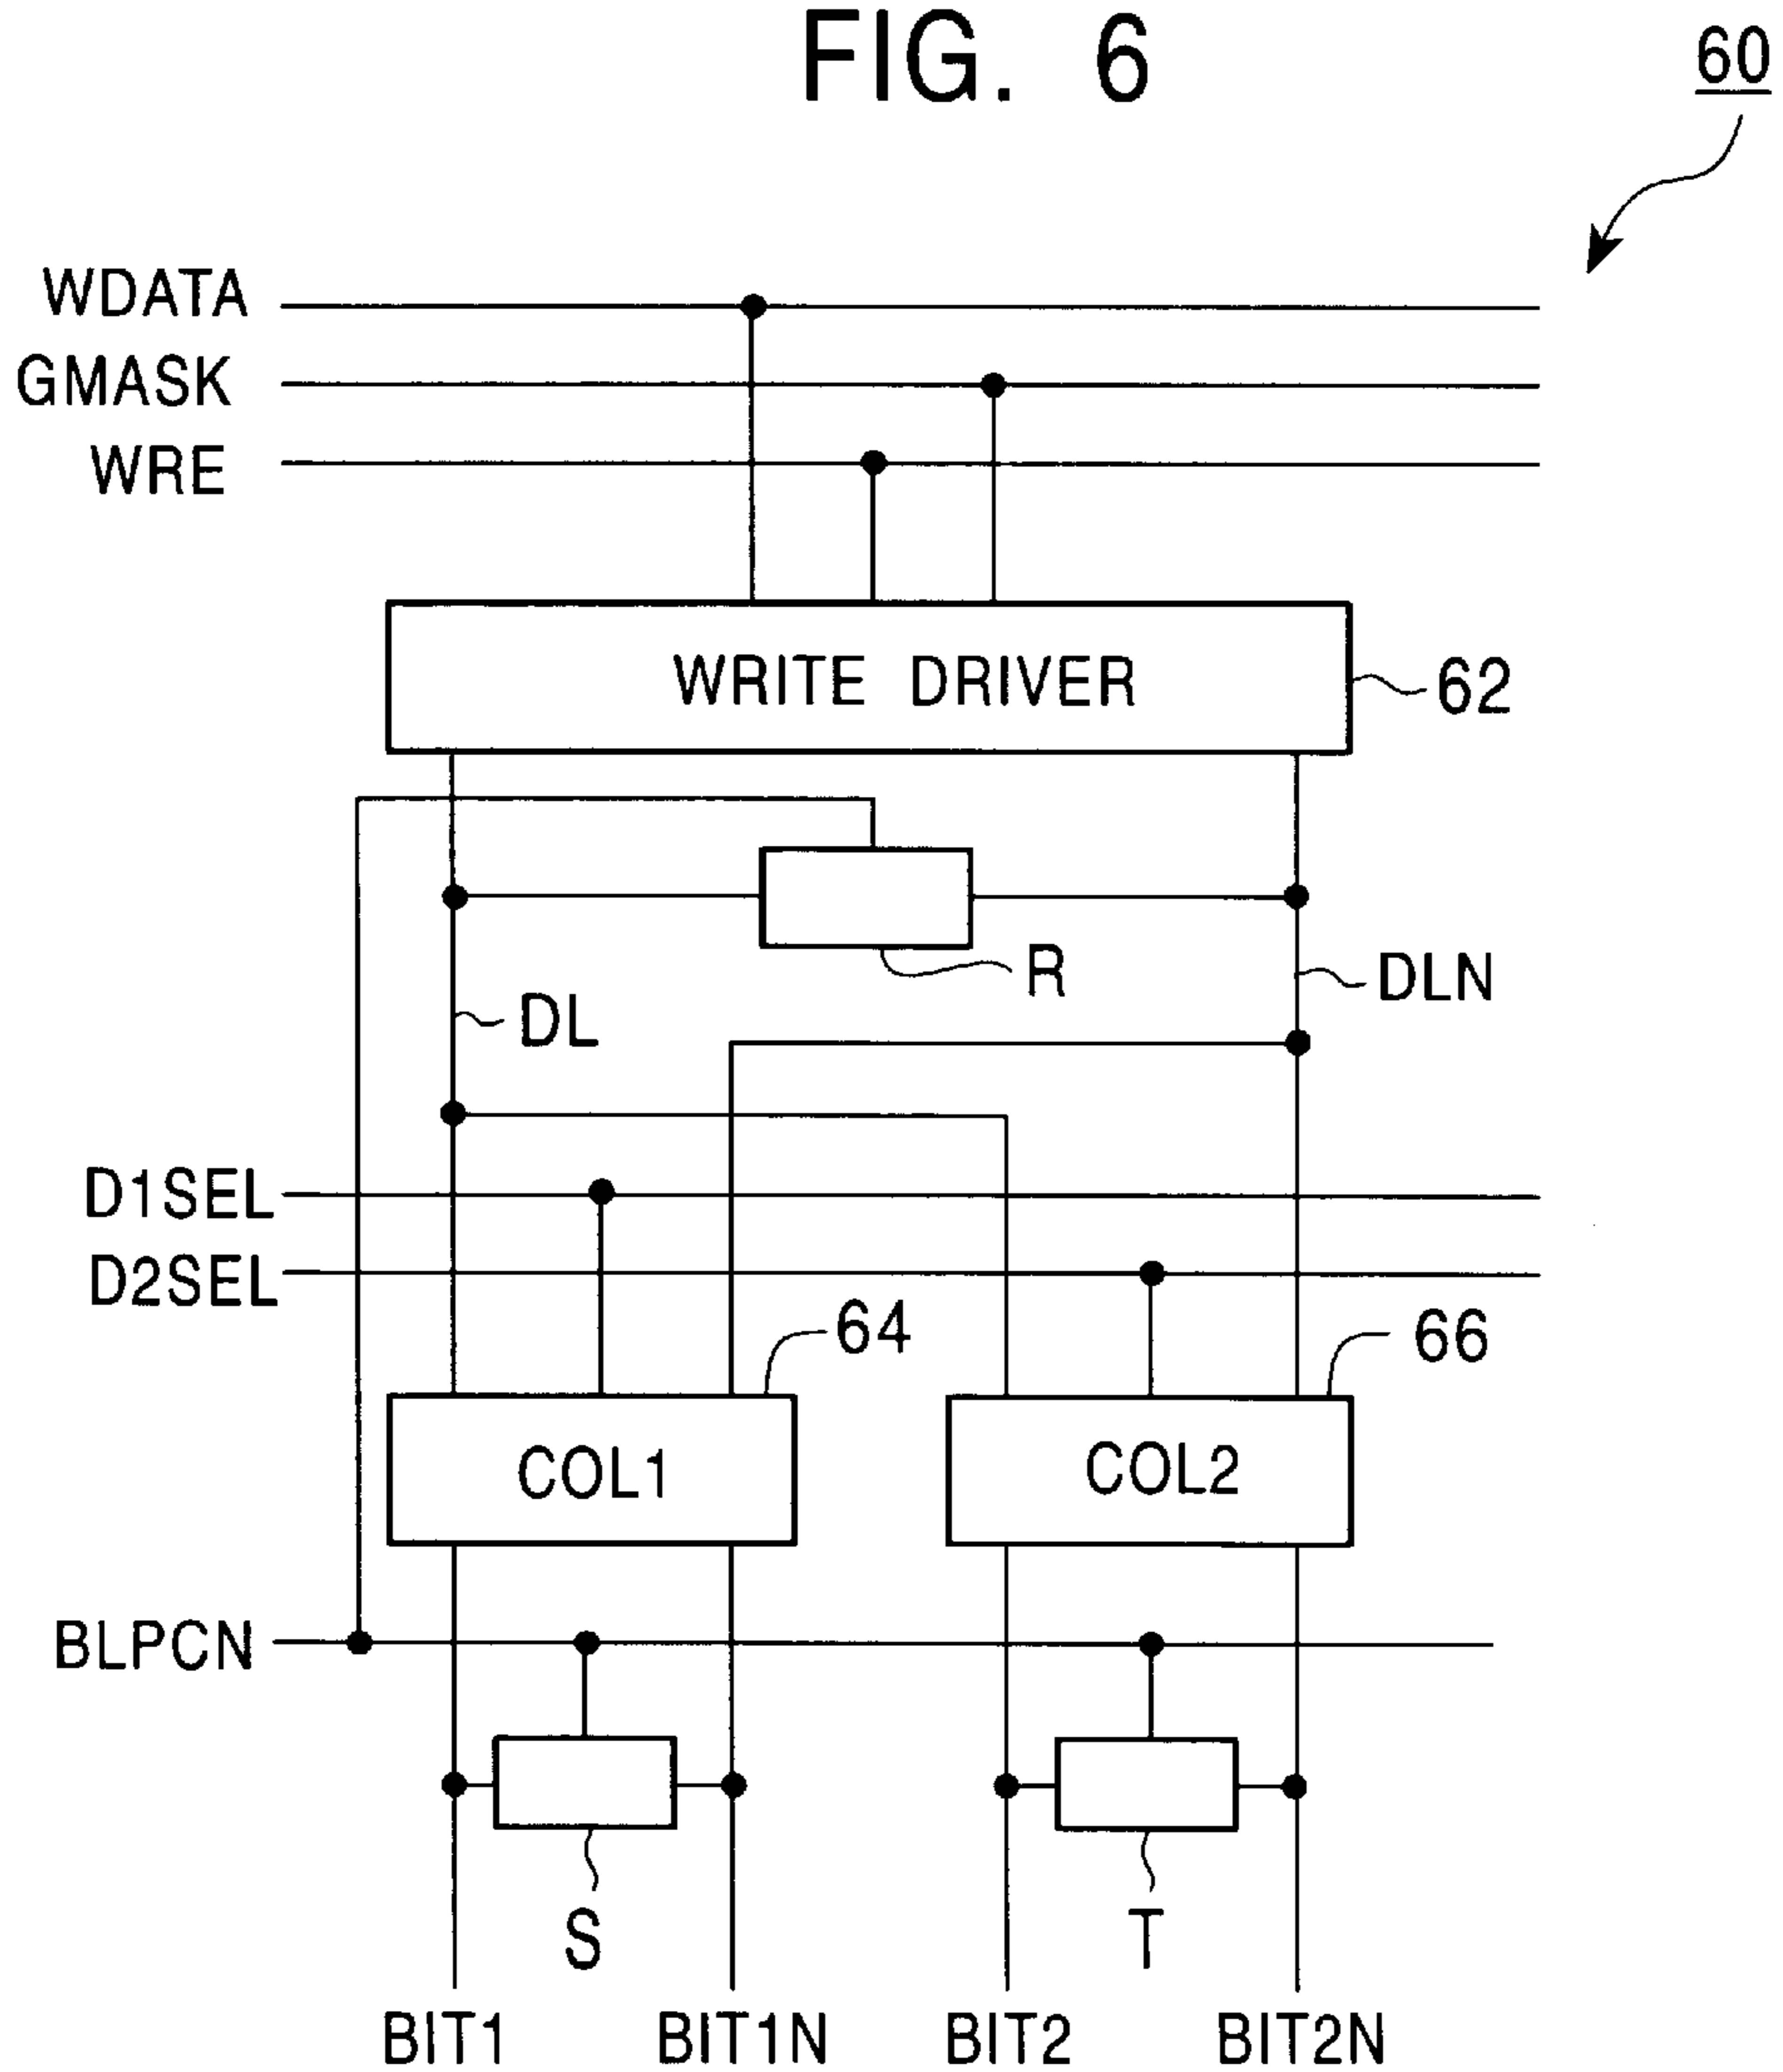 FIG. 6
60
WDATA
GMASK
WRE
WRITE DRIVER
62
R
DLN
DL
D1SEL
D2SEL
64
66
COL1
COL2
BLPCN
S
T
BIT1
BIT1N
BIT2
BIT2N